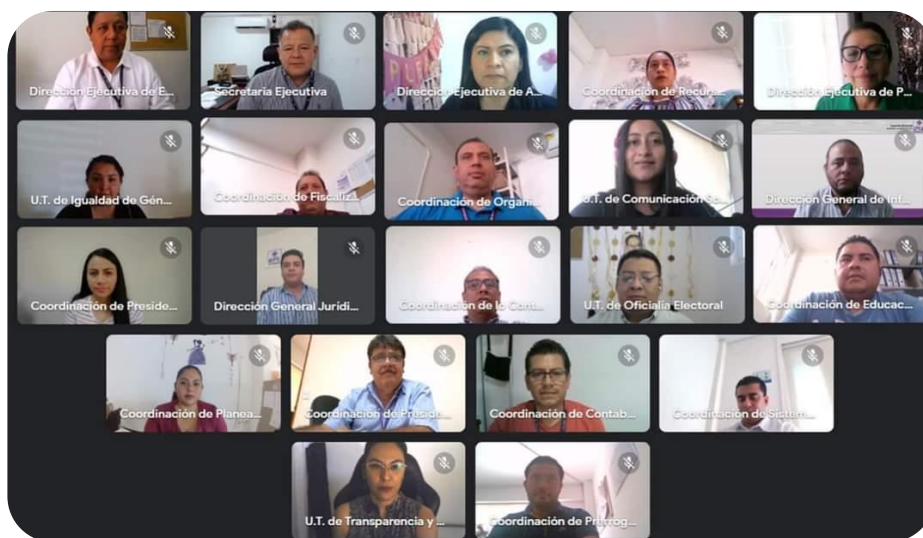 Dirección Ejecutiva de E...
Secretaría Ejecutiva
Dirección Ejecutiva de A...
Coordinación de Recurs...
Dirección Ejecutiva de P...
U.T. de Igualdad de Gén...
Coordinación de Fiscaliz...
Coordinación de Organi...
U.T. de Comunicación So...
Dirección General de Inf...
Coordinación de Preside...
Dirección General Jurídi...
Coordinación de lo Cont...
U.T. de Oficialía Electoral
Coordinación de Educac...
Coordinación de Planea...
Coordinación de Preside...
Coordinación de Contab...
Coordinación de Sistem...
U.T. de Transparencia y ...
Coordinación de Prerrog...